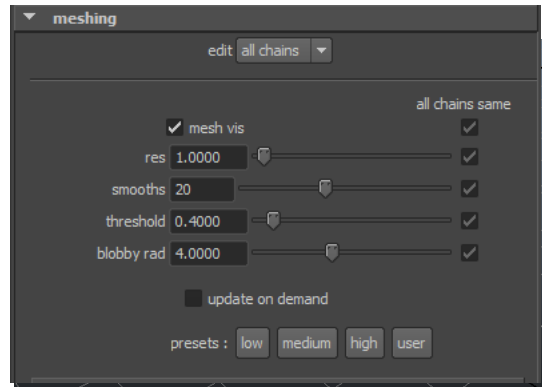 meshing
edit all chains
all chains same
mesh vis
res 1.0000
smooths 20
threshold 0.4000
blobby rad 4.0000
update on demand
presets : low medium high user